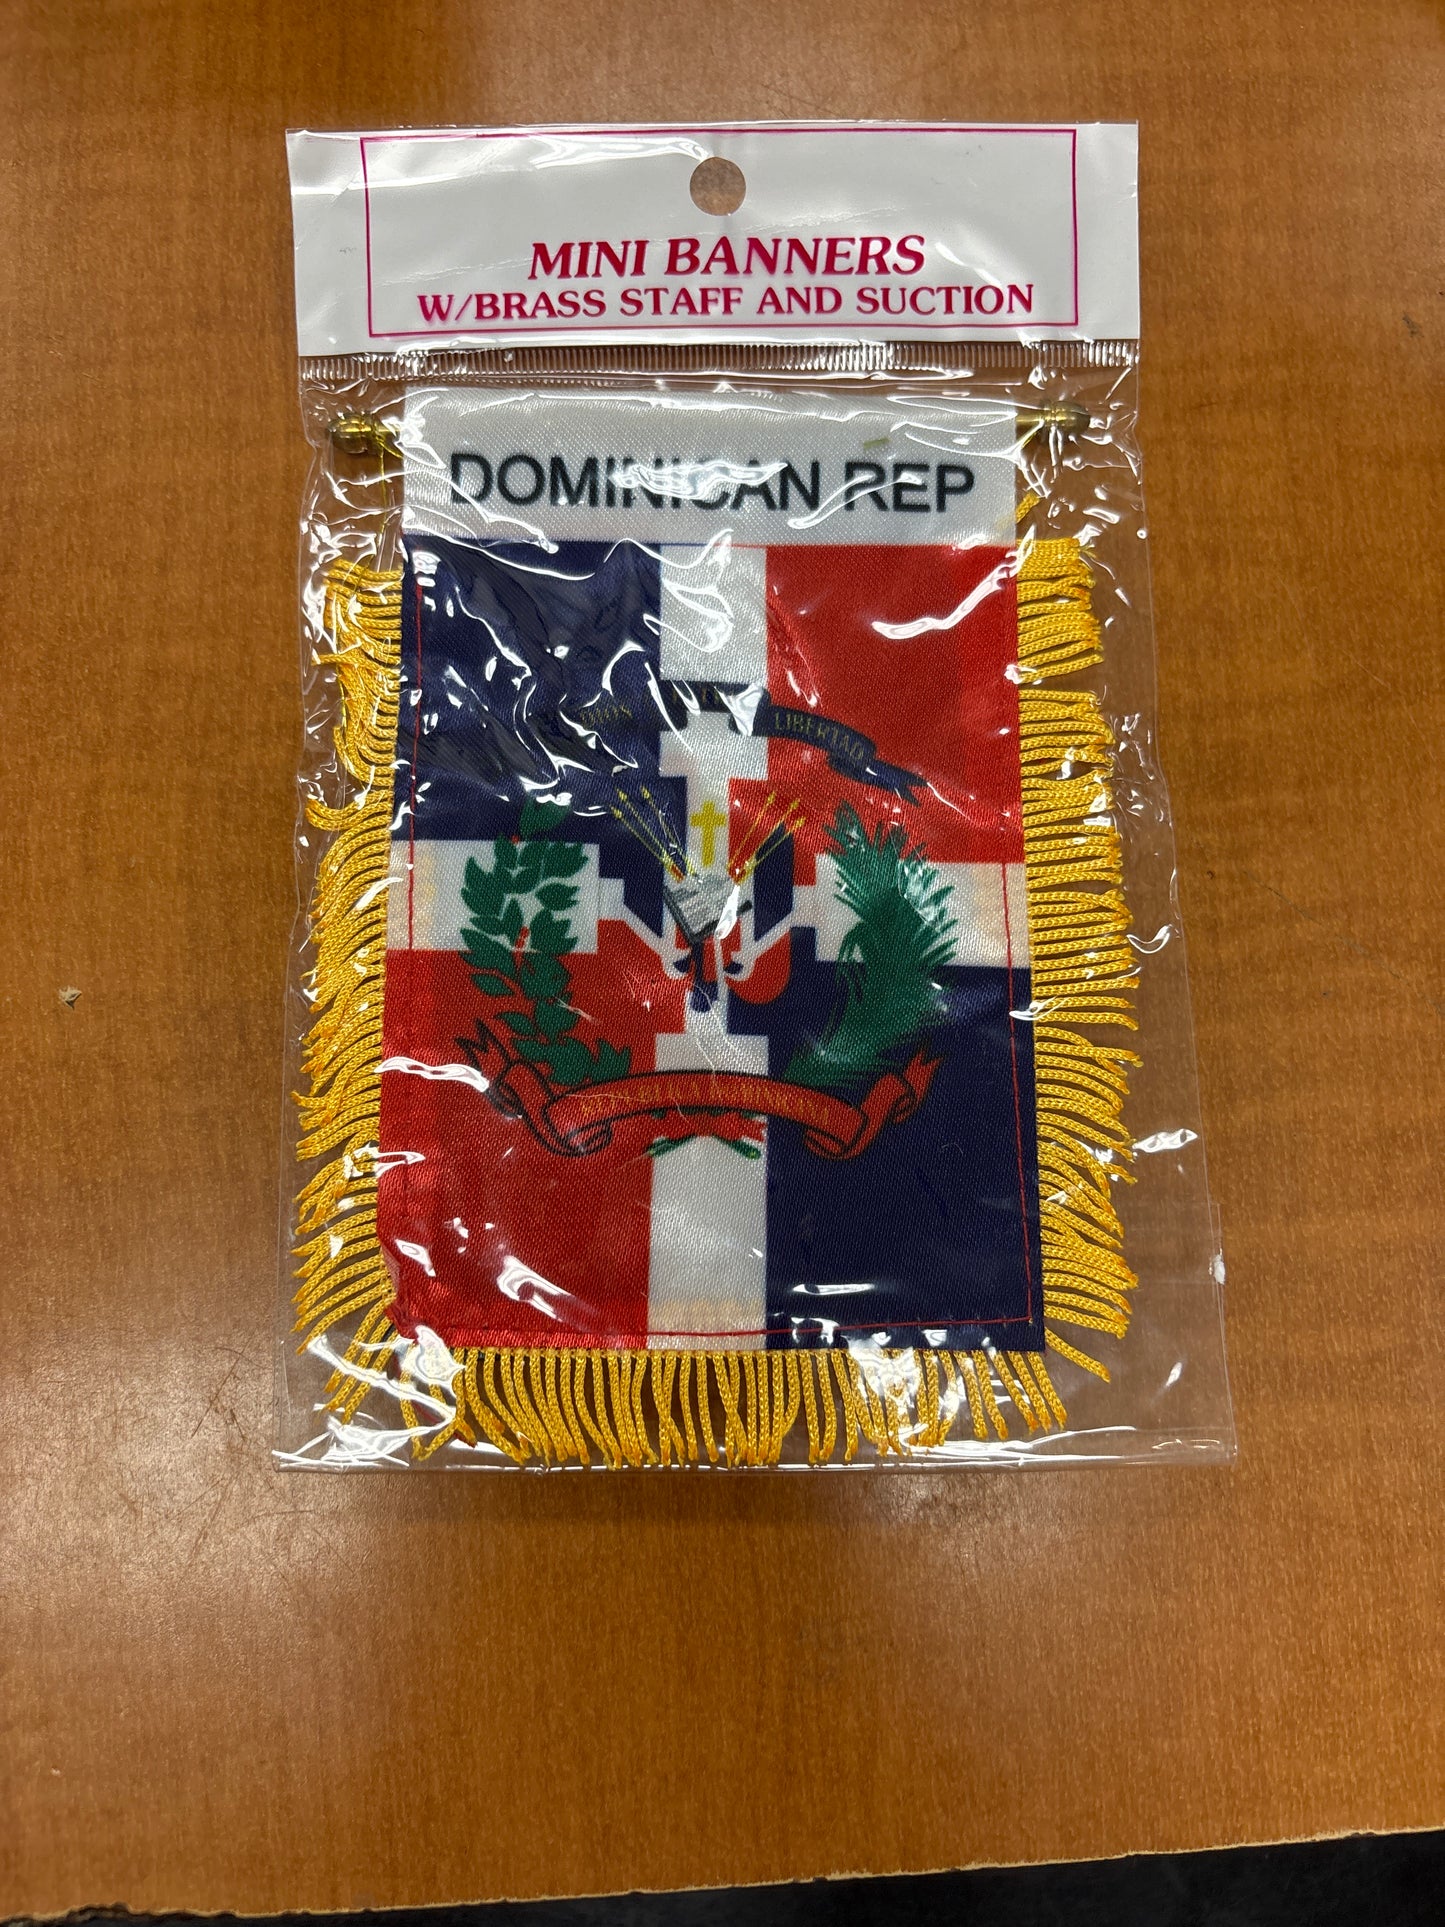 MINI BANNERS
W/BRASS STAFF AND SUCTION
DOMINICAN REP
LIBERTAD